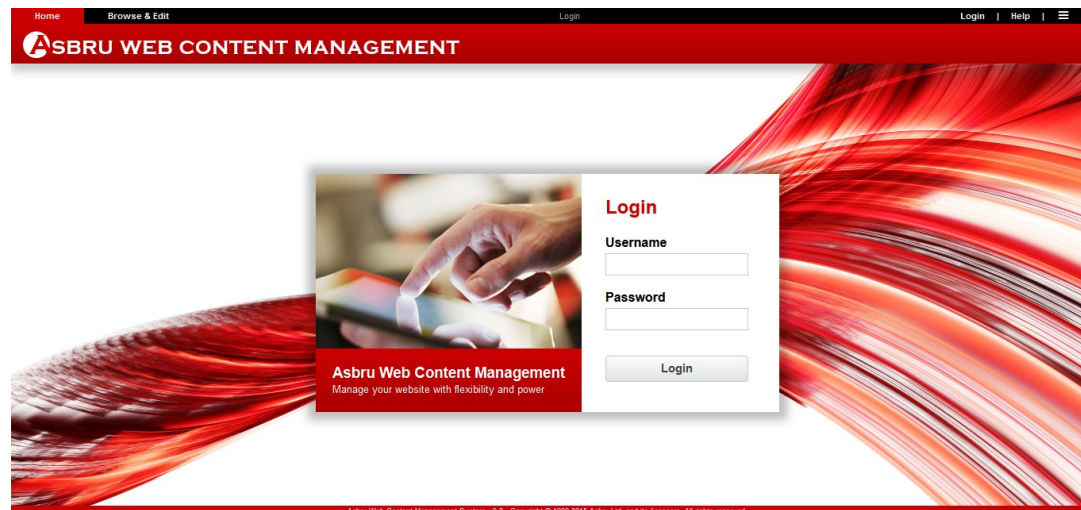 Home Browse & Edit Login Login | Help |
ASBRU WEB CONTENT MANAGEMENT
Login
Username
Password
Login
Asbru Web Content Management
Manage your website with flexibility and power